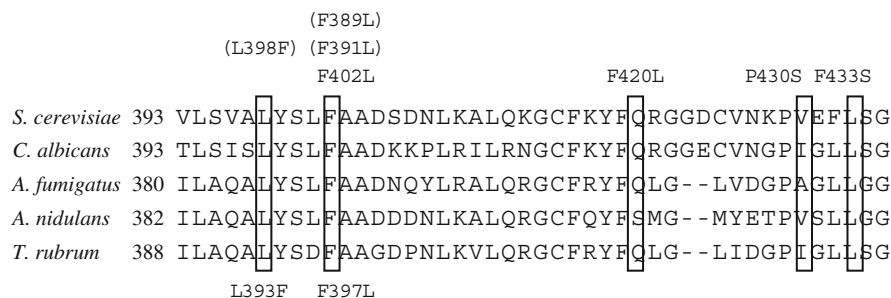 (F389L)
(L398F) (F391L)
F402L F420L P430S F433S
S. cerevisiae 393 VLSVALYSLFAADSDNLKALQKGCFKYFQRGGDCVNKPVEFLSG
C. albicans 393 TLSISLYSLFAADKKPLRILRNGCFKYFQRGGECVNGPIGLLSG
A. fumigatus 380 ILAQALYSLFAADNQYLRALQRGCFRYFQLG--LVDGPAGLLGG
A. nidulans 382 ILAQALYSLFAADDDNLKALQRGCFQYFSMG--MYETPVSLLGG
T. rubrum 388 ILAQALYSDFAAGDPNLKVLQRGCFRYFQLG--LIDGPIGLLSG
L393F F397L